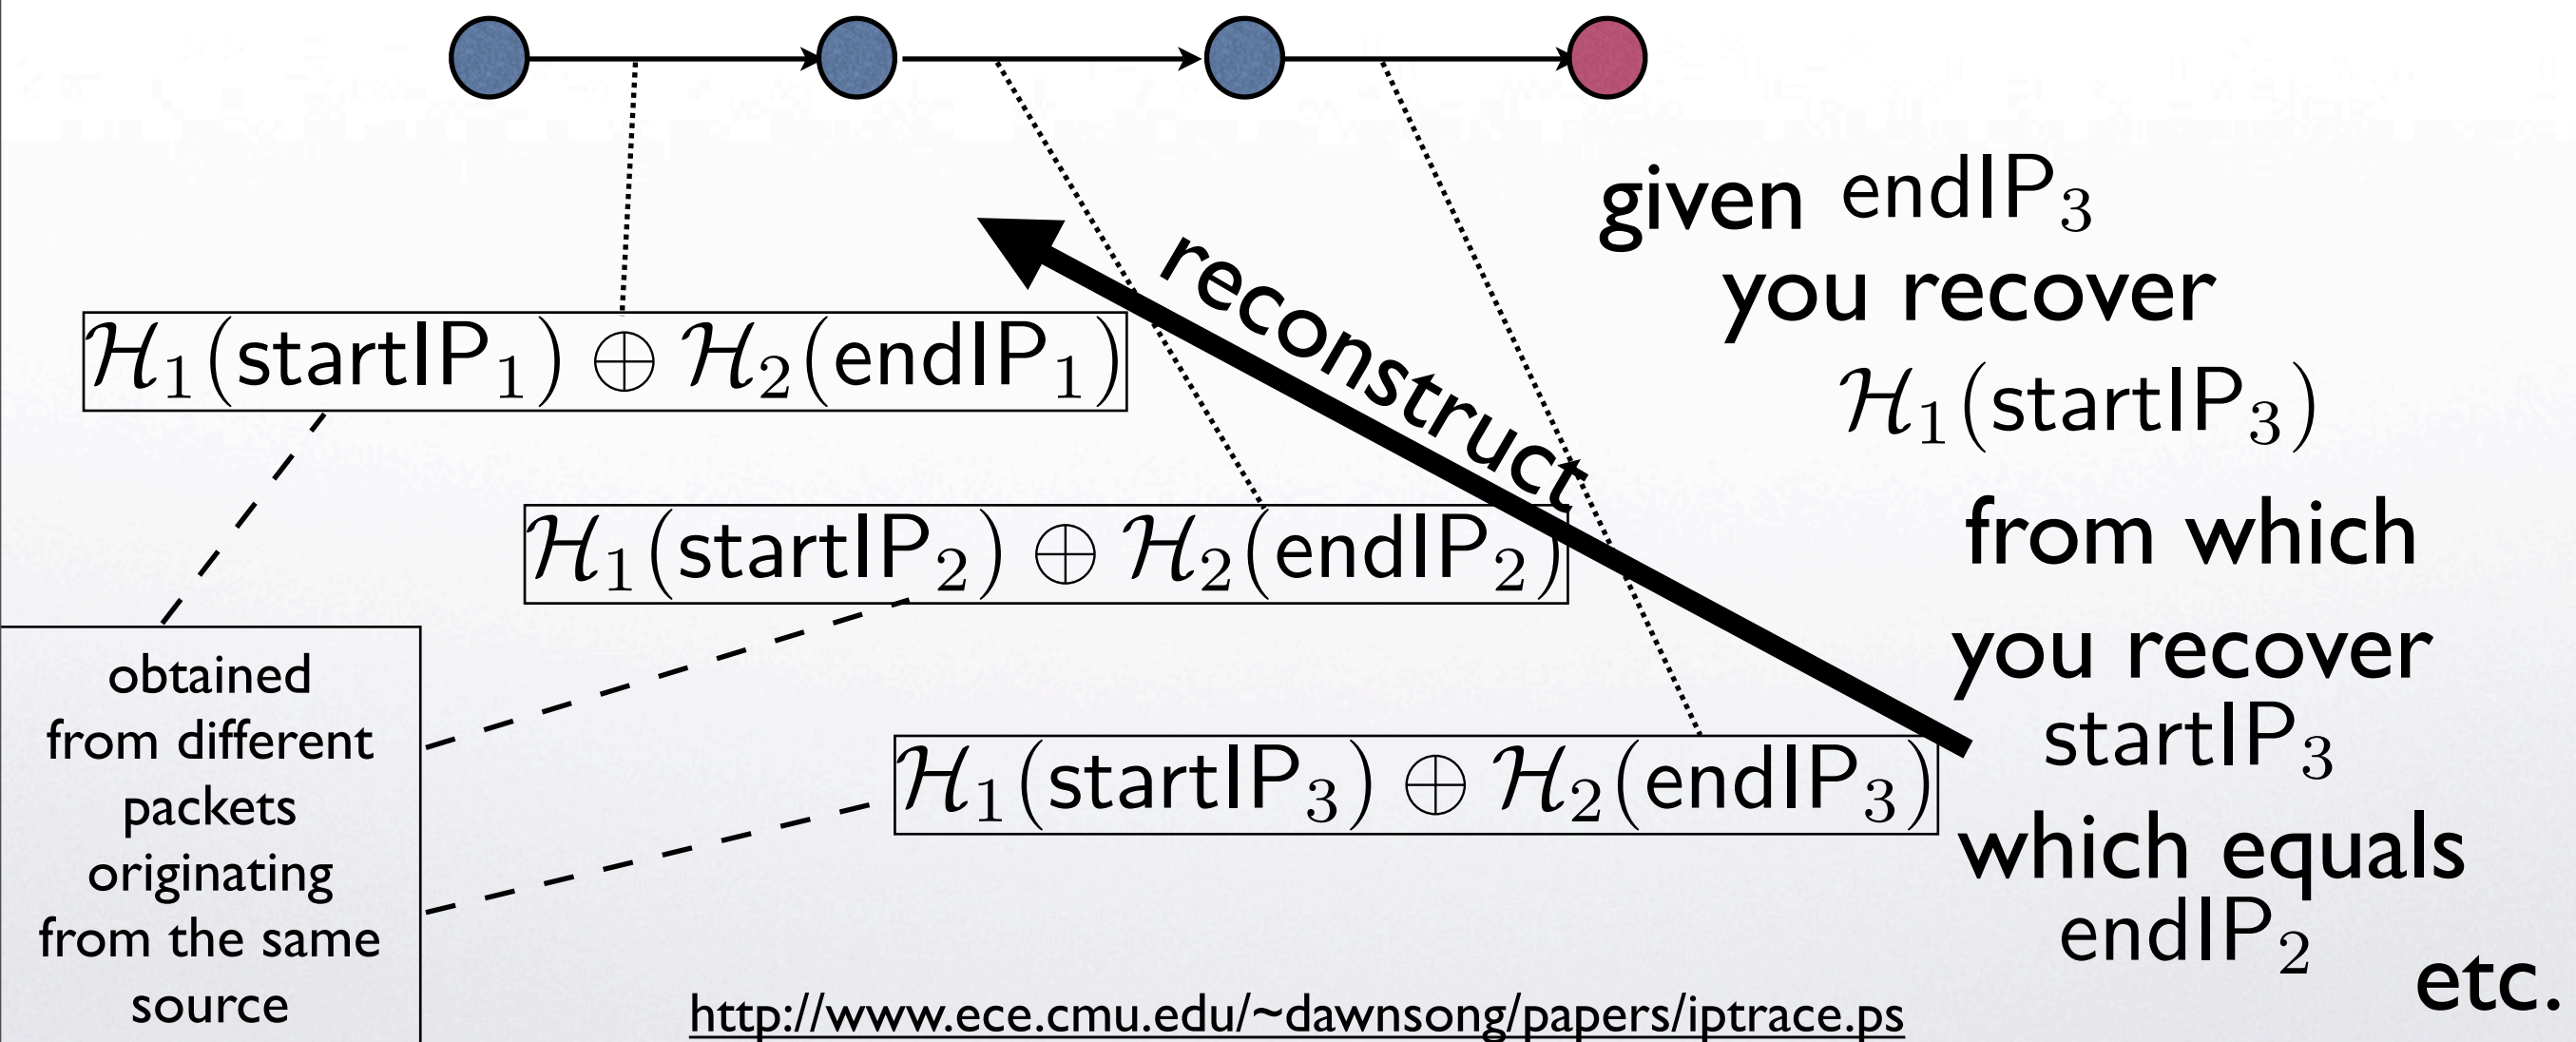 given endIP₃
you recover
ℋ₁(startIP₃)
from which
you recover
startIP₃
which equals
endIP₂
etc.
reconstruct
ℋ₁(startIP₁) ⊕ ℋ₂(endIP₁)
ℋ₁(startIP₂) ⊕ ℋ₂(endIP₂)
ℋ₁(startIP₃) ⊕ ℋ₂(endIP₃)
obtained
from different
packets
originating
from the same
source
http://www.ece.cmu.edu/~dawnsong/papers/iptrace.ps